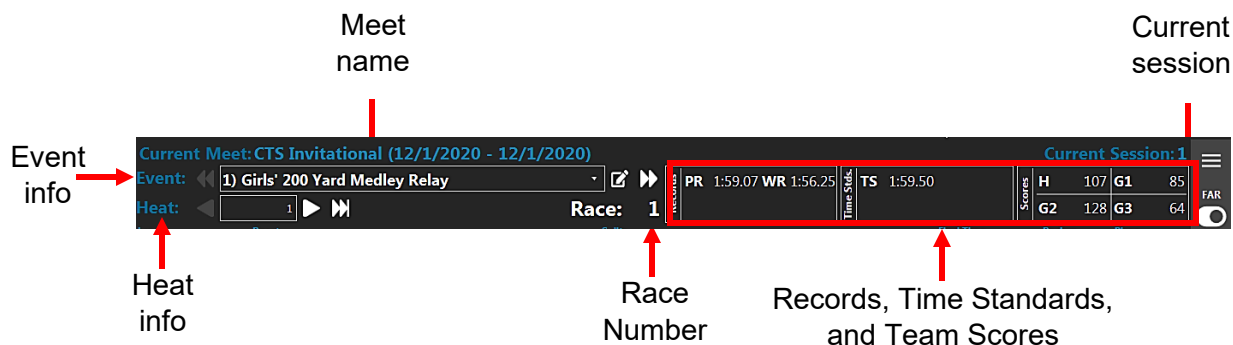 Meet
name
Current
session
Event
info
Current Meet: CTS Invitational (12/1/2020 - 12/1/2020)
Current Session: 1
Event:
1) Girls' 200 Yard Medley Relay
Records
PR 1:59.07 WR 1:56.25
Time Stds.
TS 1:59.50
Scores
H 107 G1 85
G2 128 G3 64
FAR
Heat:
1
Race: 1
Heat
info
Race
Number
Records, Time Standards,
and Team Scores